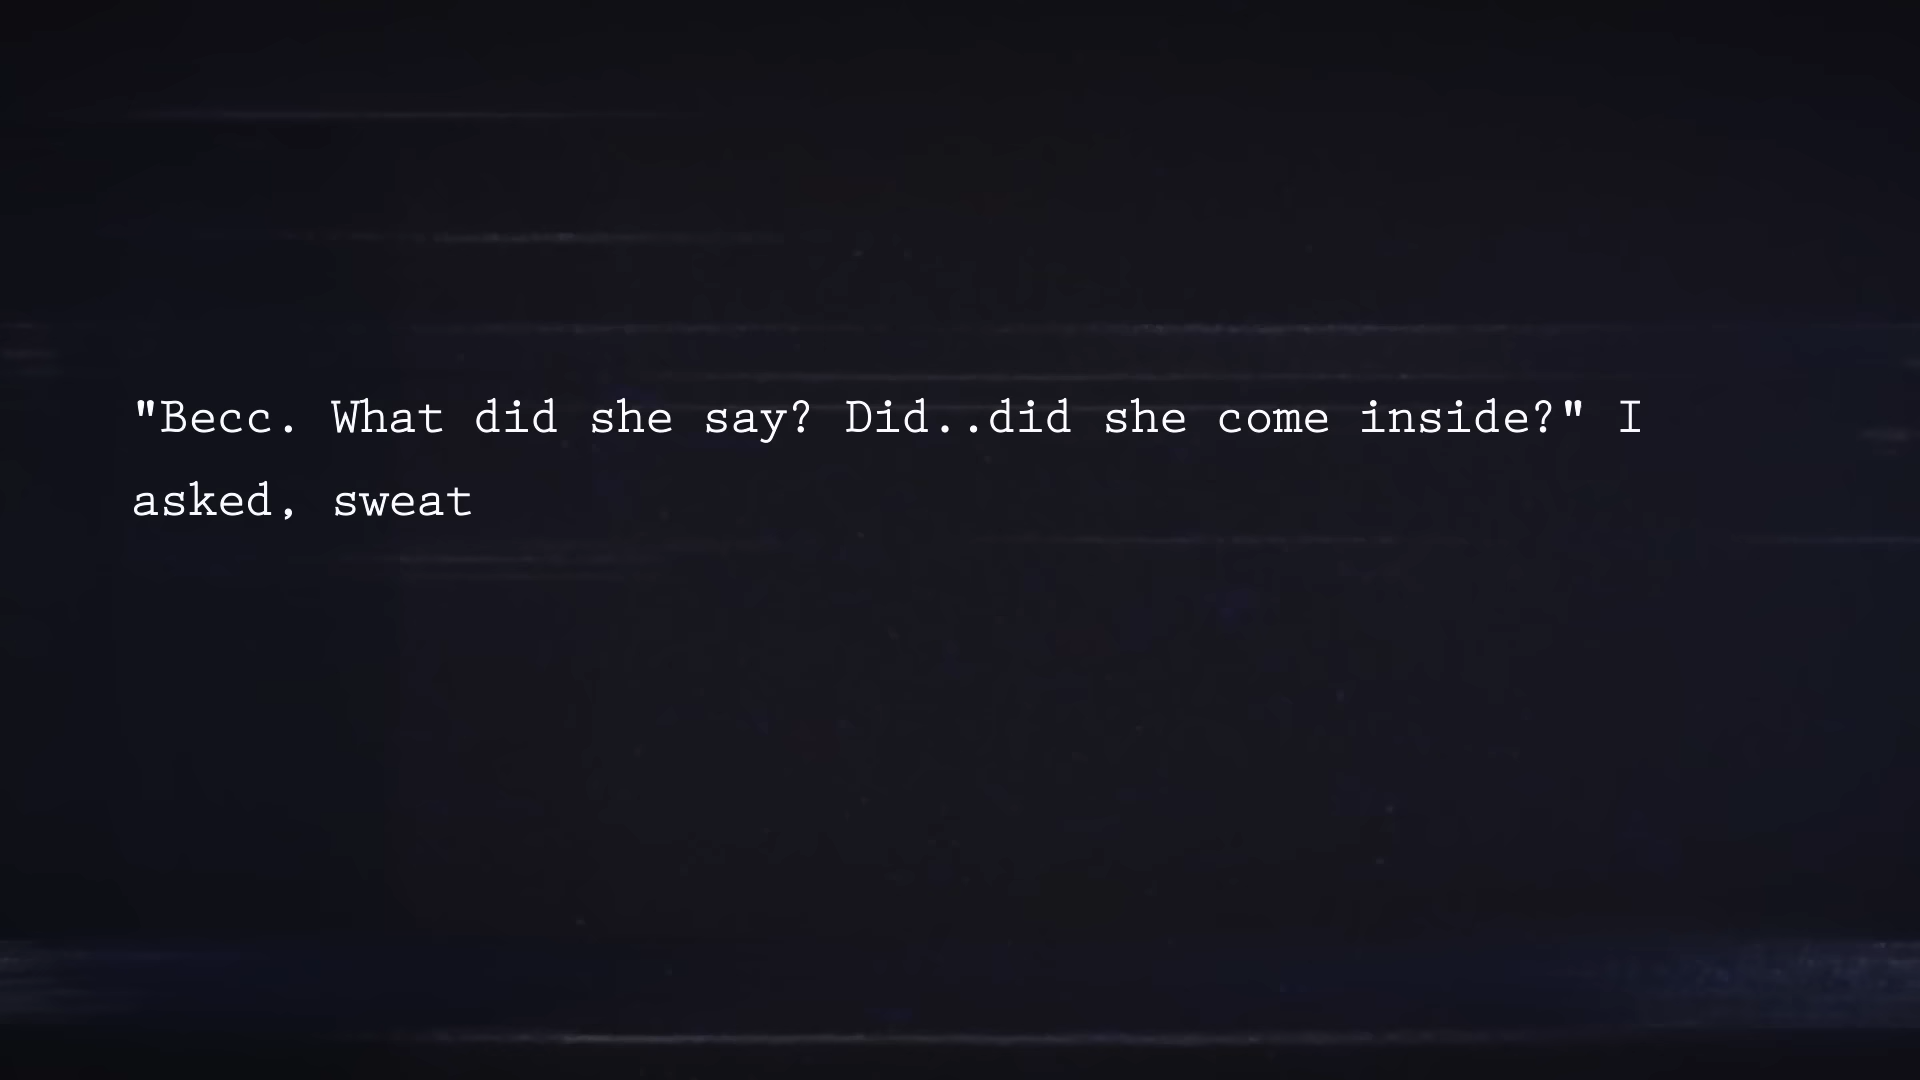 "Becc. What did she say? Did..did she come inside?" I
asked, sweat